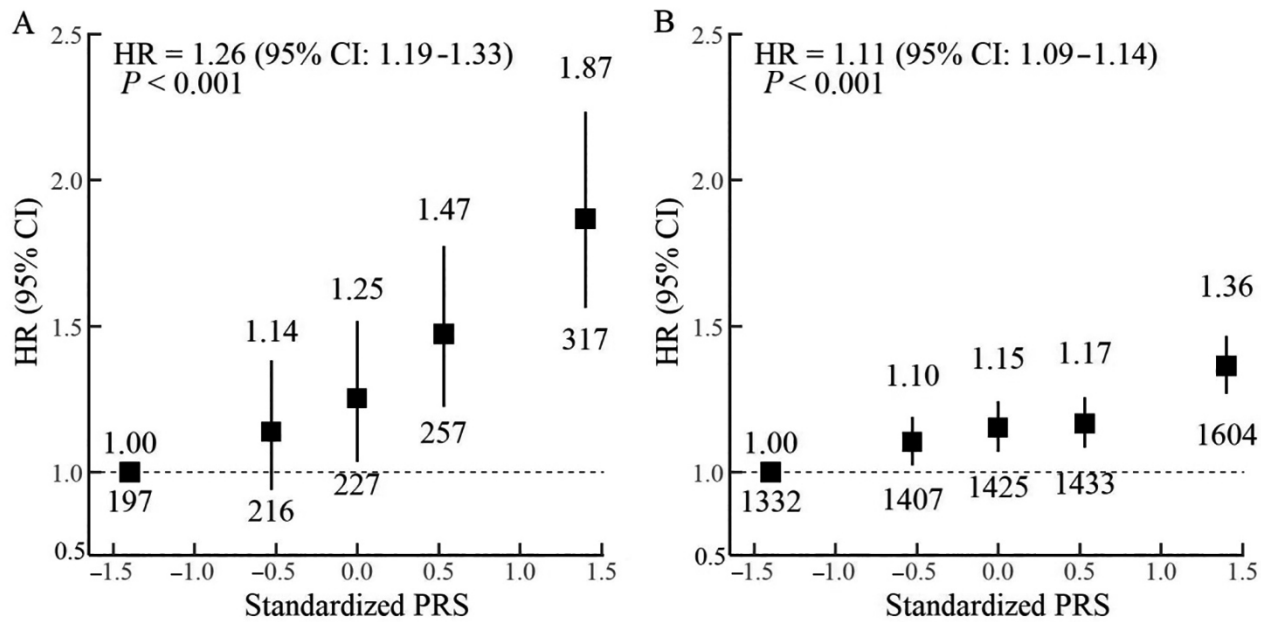 A
HR = 1.26 (95% CI: 1.19–1.33)
P < 0.001
HR (95% CI)
2.5
2.0
1.5
1.0
0.5
1.00
197
1.14
216
1.25
227
1.47
257
1.87
317
–1.5 –1.0 –0.5 0.0 0.5 1.0 1.5
Standardized PRS
B
HR = 1.11 (95% CI: 1.09–1.14)
P < 0.001
HR (95% CI)
2.5
2.0
1.5
1.0
0.5
1.00
1332
1.10
1407
1.15
1425
1.17
1433
1.36
1604
–1.5 –1.0 –0.5 0.0 0.5 1.0 1.5
Standardized PRS